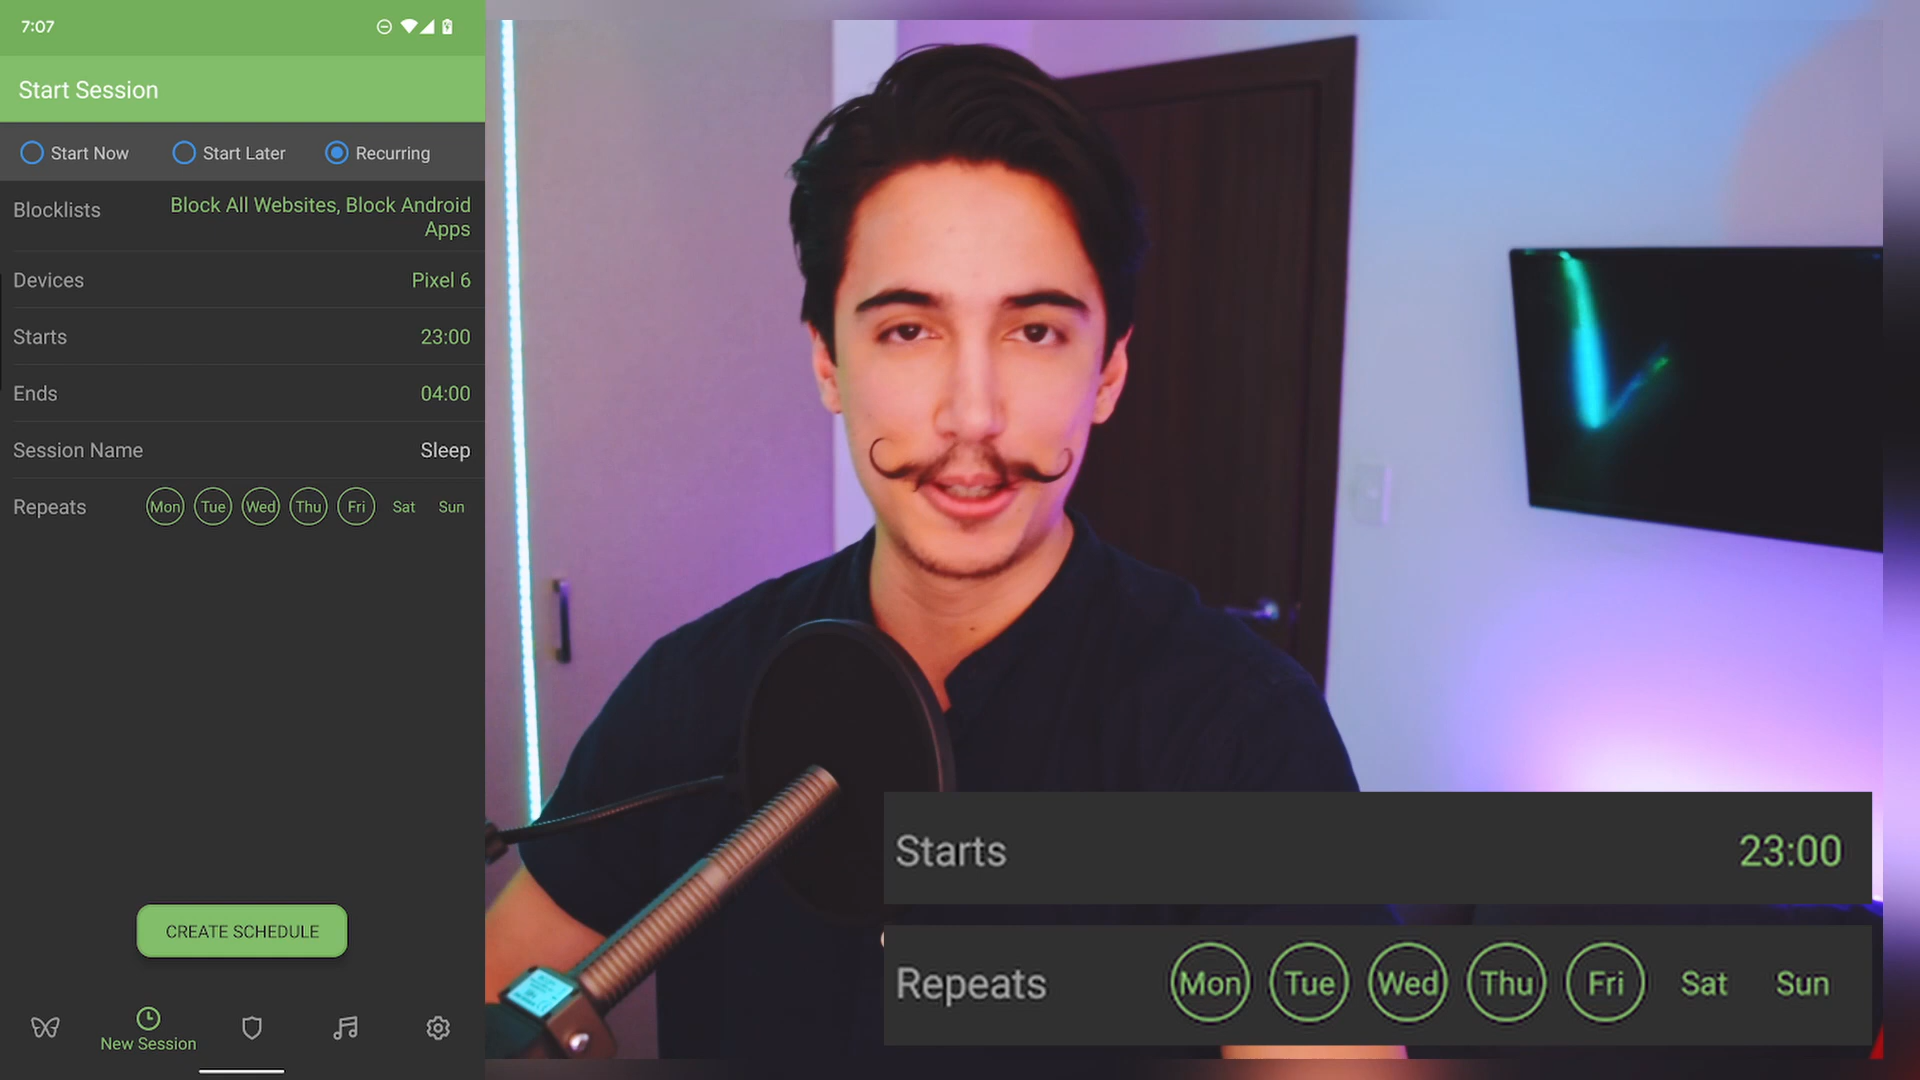 7:07
Start Session
Start Now Start Later Recurring
Blocklists Block All Websites, Block Android
Apps
Devices Pixel 6
Starts 23:00
Ends 04:00
Session Name Sleep
Repeats Mon Tue Wed Thu Fri Sat Sun
CREATE SCHEDULE
New Session
Starts 23:00
Repeats Mon Tue Wed Thu Fri Sat Sun